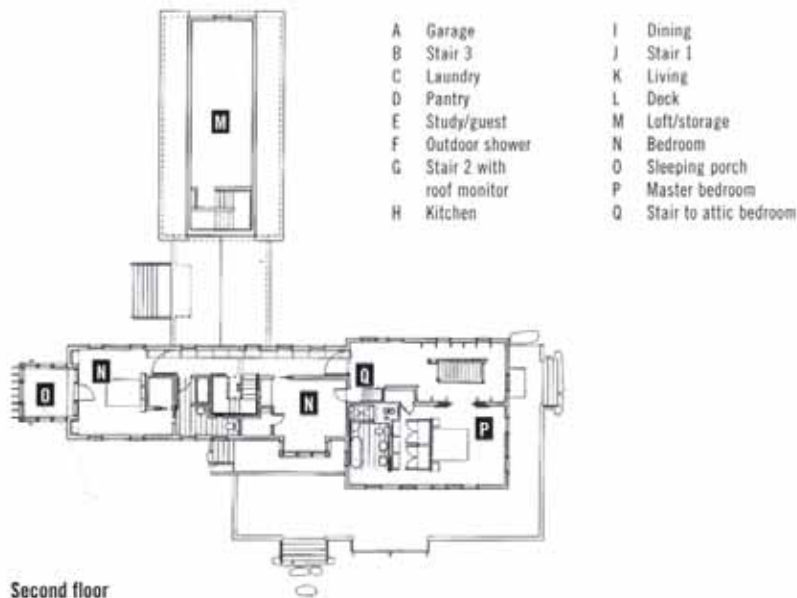 A Garage
B Stair 3
C Laundry
D Pantry
E Study/guest
F Outdoor shower
G Stair 2 with
roof monitor
H Kitchen
I Dining
J Stair 1
K Living
L Deck
M Loft/storage
N Bedroom
O Sleeping porch
P Master bedroom
Q Stair to attic bedroom
M
N
O
Q
N
P
Second floor